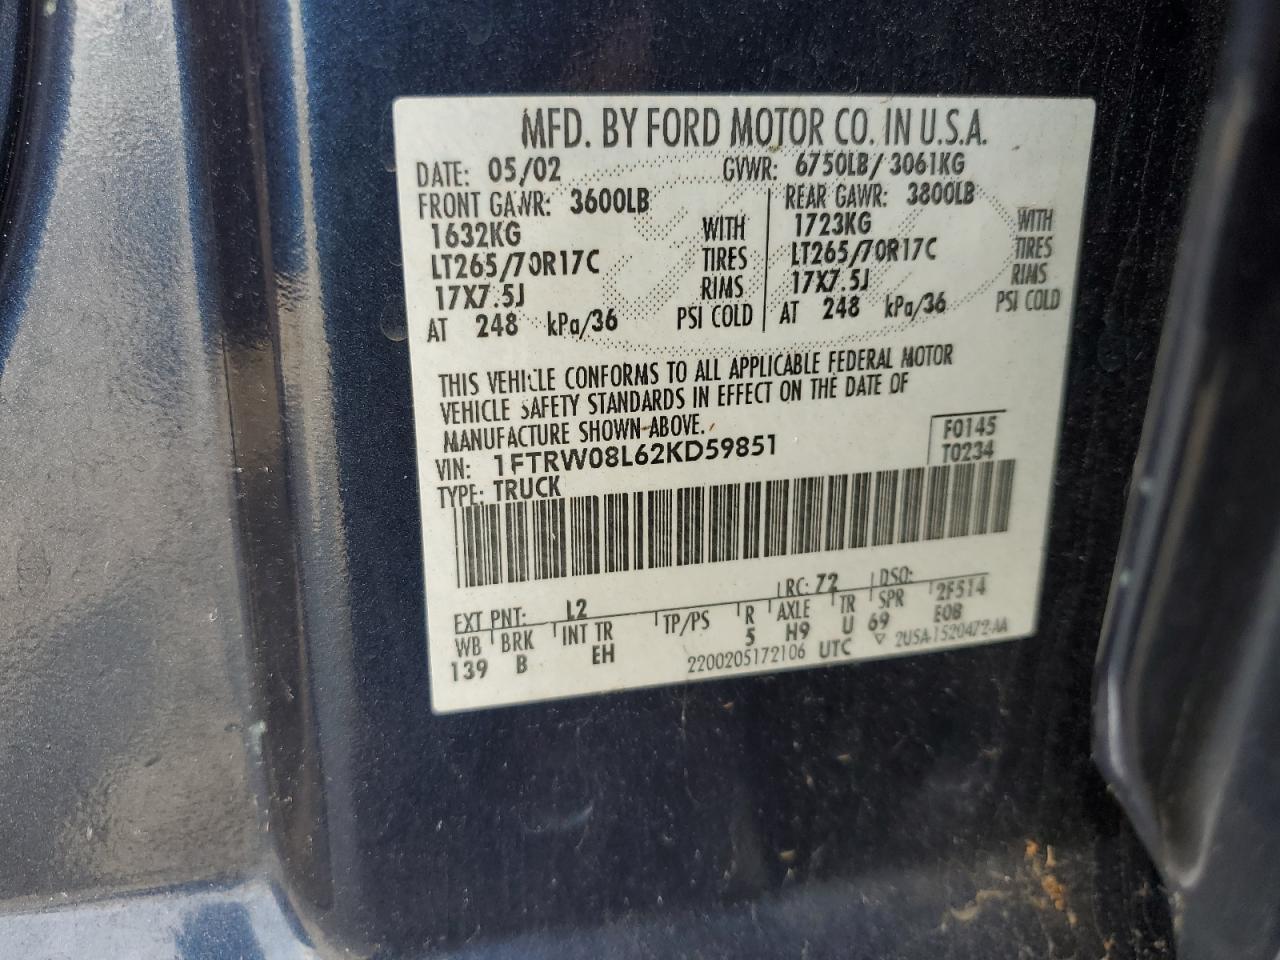 MFD. BY FORD MOTOR CO. IN U.S.A.
DATE: 05/02 GVWR: 6750LB/3061KG
FRONT GAWR: 3600LB REAR GAWR: 3800LB
1632KG WITH 1723KG WITH
LT265/70R17C TIRES LT265/70R17C TIRES
17X7.5J RIMS 17X7.5J RIMS
AT 248 kPa/36 PSI COLD AT 248 kPa/36 PSI COLD
THIS VEHICLE CONFORMS TO ALL APPLICABLE FEDERAL MOTOR
VEHICLE SAFETY STANDARDS IN EFFECT ON THE DATE OF
MANUFACTURE SHOWN ABOVE.
F0145
VIN: 1FTRW08L62KD59851 T0234
TYPE: TRUCK
EXT PNT: L2 RC: 72 DSO:
WB BRK INT TR TP/PS R AXLE TR SPR 2F514
139 B EH 5 H9 U 69 E0B
2200205172106 UTC ▽ 2USA-1520472-AA